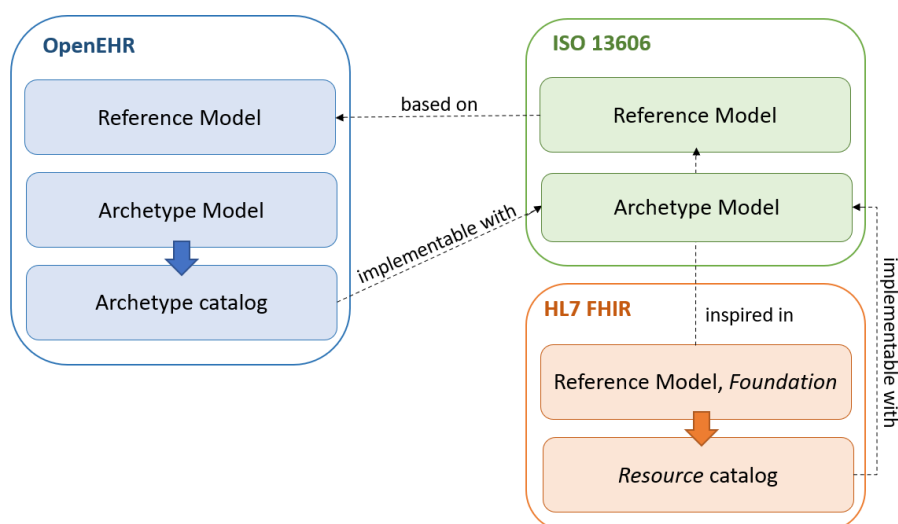 OpenEHR
Reference Model
Archetype Model
Archetype catalog
based on
implementable with
ISO 13606
Reference Model
Archetype Model
inspired in
implementable with
HL7 FHIR
Reference Model, Foundation
Resource catalog